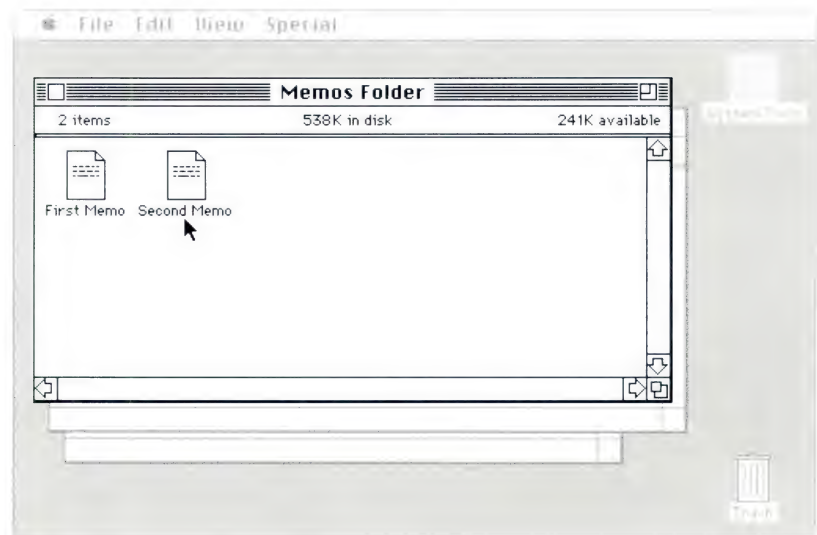 File Edit View Special
Memos Folder
2 items 538K in disk 241K available
First Memo Second Memo
Trash